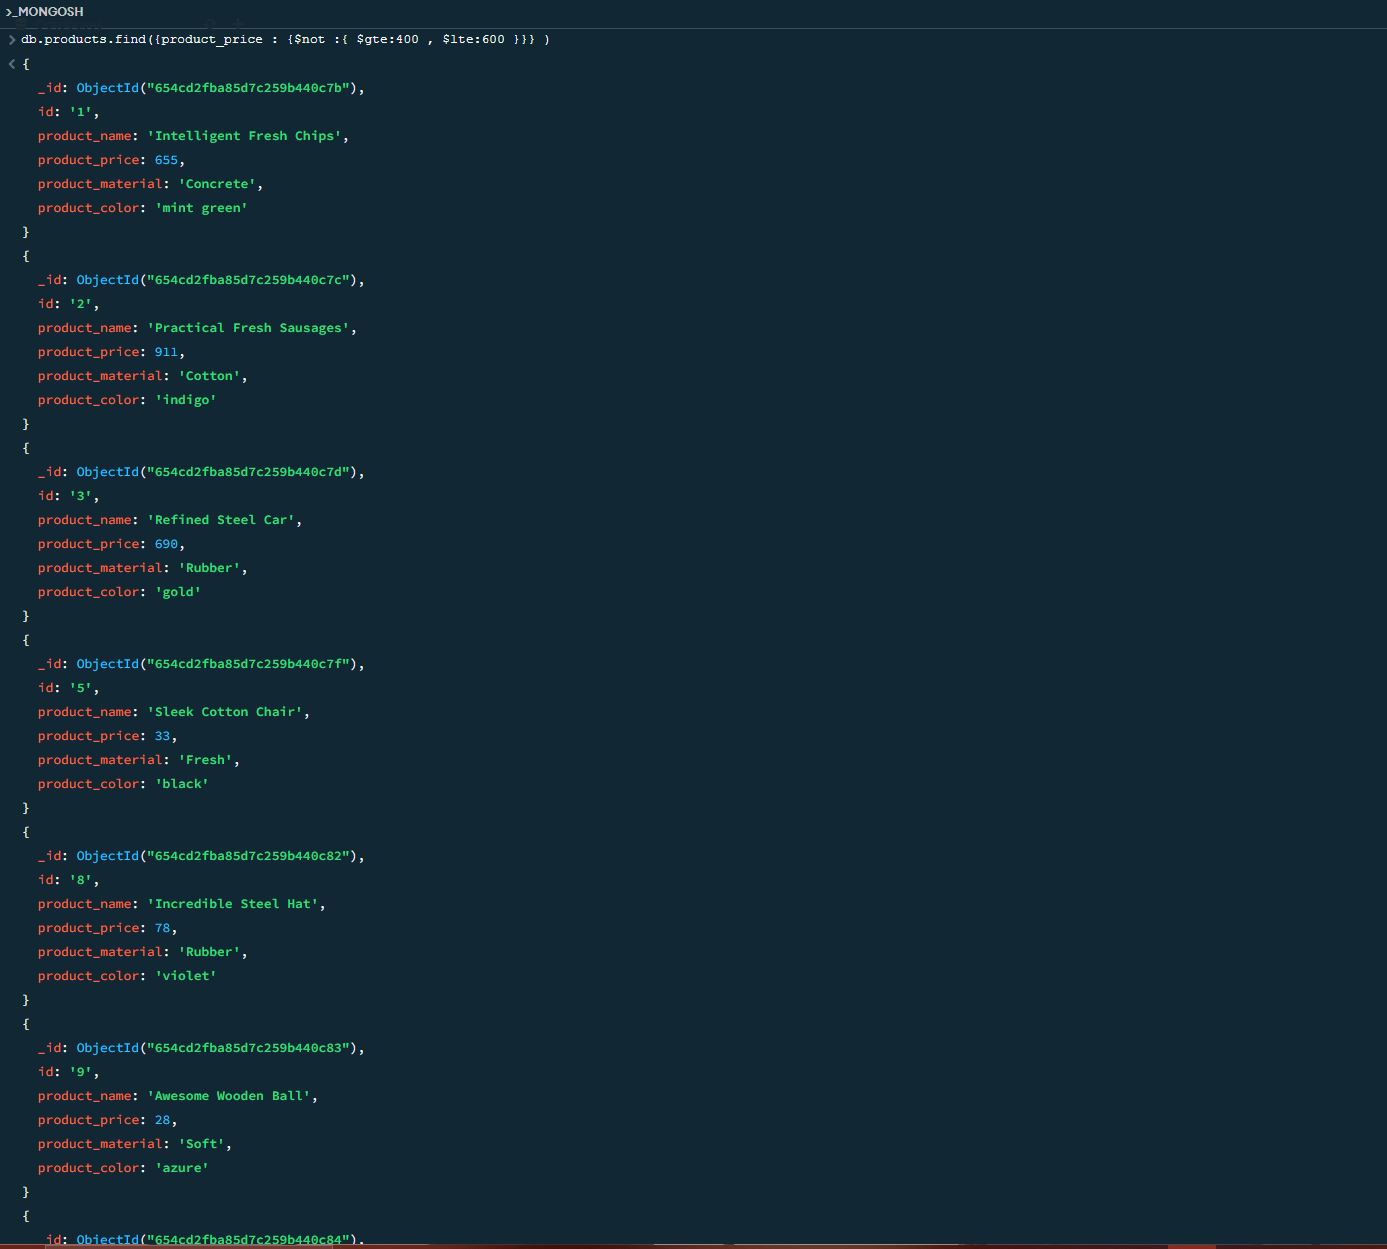 >_MONGOSH
> db.products.find({product_price : {$not :{ $gte:400 , $lte:600 }}} )
< {
_id: ObjectId("654cd2fba85d7c259b440c7b"),
id: '1',
product_name: 'Intelligent Fresh Chips',
product_price: 655,
product_material: 'Concrete',
product_color: 'mint green'
}
{
_id: ObjectId("654cd2fba85d7c259b440c7c"),
id: '2',
product_name: 'Practical Fresh Sausages',
product_price: 911,
product_material: 'Cotton',
product_color: 'indigo'
}
{
_id: ObjectId("654cd2fba85d7c259b440c7d"),
id: '3',
product_name: 'Refined Steel Car',
product_price: 690,
product_material: 'Rubber',
product_color: 'gold'
}
{
_id: ObjectId("654cd2fba85d7c259b440c7f"),
id: '5',
product_name: 'Sleek Cotton Chair',
product_price: 33,
product_material: 'Fresh',
product_color: 'black'
}
{
_id: ObjectId("654cd2fba85d7c259b440c82"),
id: '8',
product_name: 'Incredible Steel Hat',
product_price: 78,
product_material: 'Rubber',
product_color: 'violet'
}
{
_id: ObjectId("654cd2fba85d7c259b440c83"),
id: '9',
product_name: 'Awesome Wooden Ball',
product_price: 28,
product_material: 'Soft',
product_color: 'azure'
}
{
_id: ObjectId("654cd2fba85d7c259b440c84"),